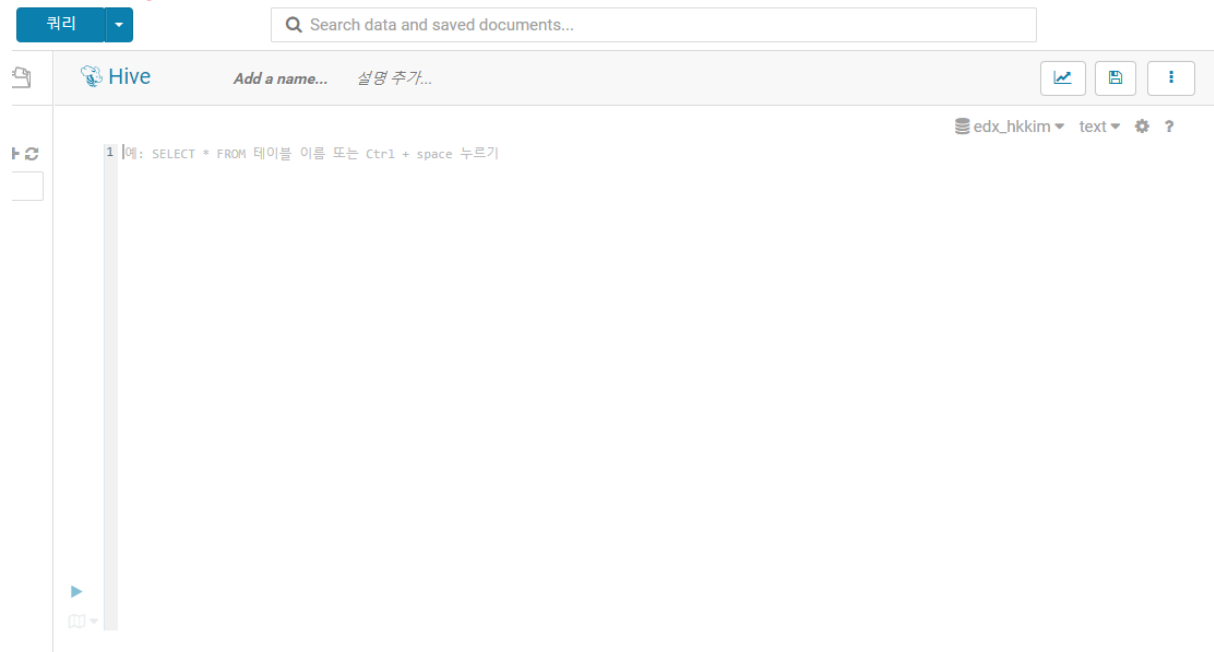 쿼리
Search data and saved documents...
Hive Add a name... 설명 추가...
edx_hkkim text ?
1 예: SELECT * FROM 테이블 이름 또는 Ctrl + space 누르기